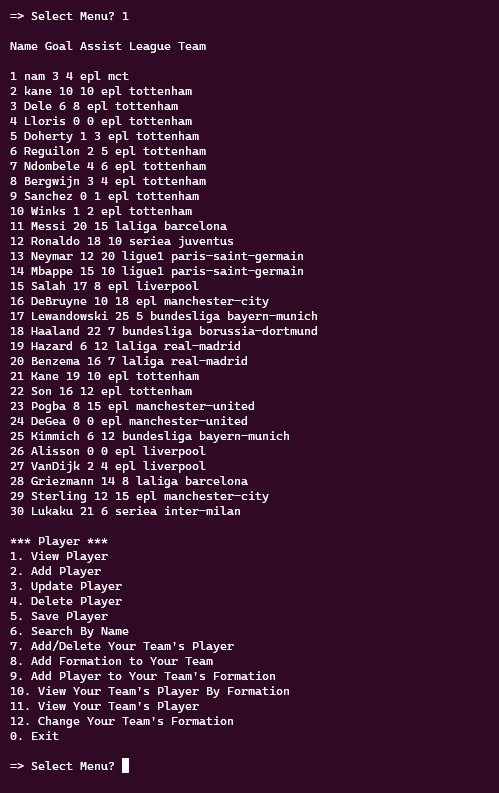 => Select Menu? 1
Name Goal Assist League Team
1 nam 3 4 epl mct
2 kane 10 10 epl tottenham
3 Dele 6 8 epl tottenham
4 Lloris 0 0 epl tottenham
5 Doherty 1 3 epl tottenham
6 Reguilon 2 5 epl tottenham
7 Ndombele 4 6 epl tottenham
8 Bergwijn 3 4 epl tottenham
9 Sanchez 0 1 epl tottenham
10 Winks 1 2 epl tottenham
11 Messi 20 15 laliga barcelona
12 Ronaldo 18 10 seriea juventus
13 Neymar 12 20 ligue1 paris-saint-germain
14 Mbappe 15 10 ligue1 paris-saint-germain
15 Salah 17 8 epl liverpool
16 DeBruyne 10 18 epl manchester-city
17 Lewandowski 25 5 bundesliga bayern-munich
18 Haaland 22 7 bundesliga borussia-dortmund
19 Hazard 6 12 laliga real-madrid
20 Benzema 16 7 laliga real-madrid
21 Kane 19 10 epl tottenham
22 Son 16 12 epl tottenham
23 Pogba 8 15 epl manchester-united
24 DeGea 0 0 epl manchester-united
25 Kimmich 6 12 bundesliga bayern-munich
26 Alisson 0 0 epl liverpool
27 VanDijk 2 4 epl liverpool
28 Griezmann 14 8 laliga barcelona
29 Sterling 12 15 epl manchester-city
30 Lukaku 21 6 seriea inter-milan
*** Player ***
1. View Player
2. Add Player
3. Update Player
4. Delete Player
5. Save Player
6. Search By Name
7. Add/Delete Your Team's Player
8. Add Formation to Your Team
9. Add Player to Your Team's Formation
10. View Your Team's Player By Formation
11. View Your Team's Player
12. Change Your Team's Formation
0. Exit
=> Select Menu?